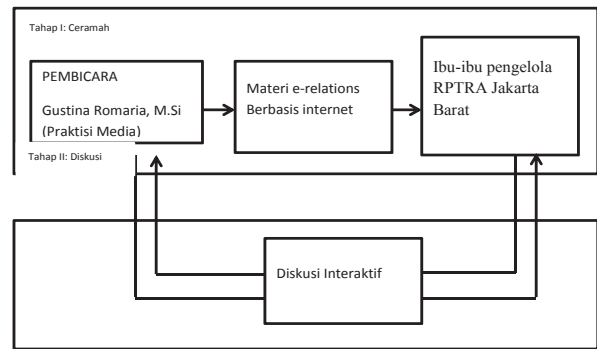 Tahap I: Ceramah
PEMBICARA
Gustina Romaria, M.Si
(Praktisi Media)
Materi e-relations
Berbasis internet
Ibu-ibu pengelola
RPTRA Jakarta
Barat
Tahap II: Diskusi
Diskusi Interaktif